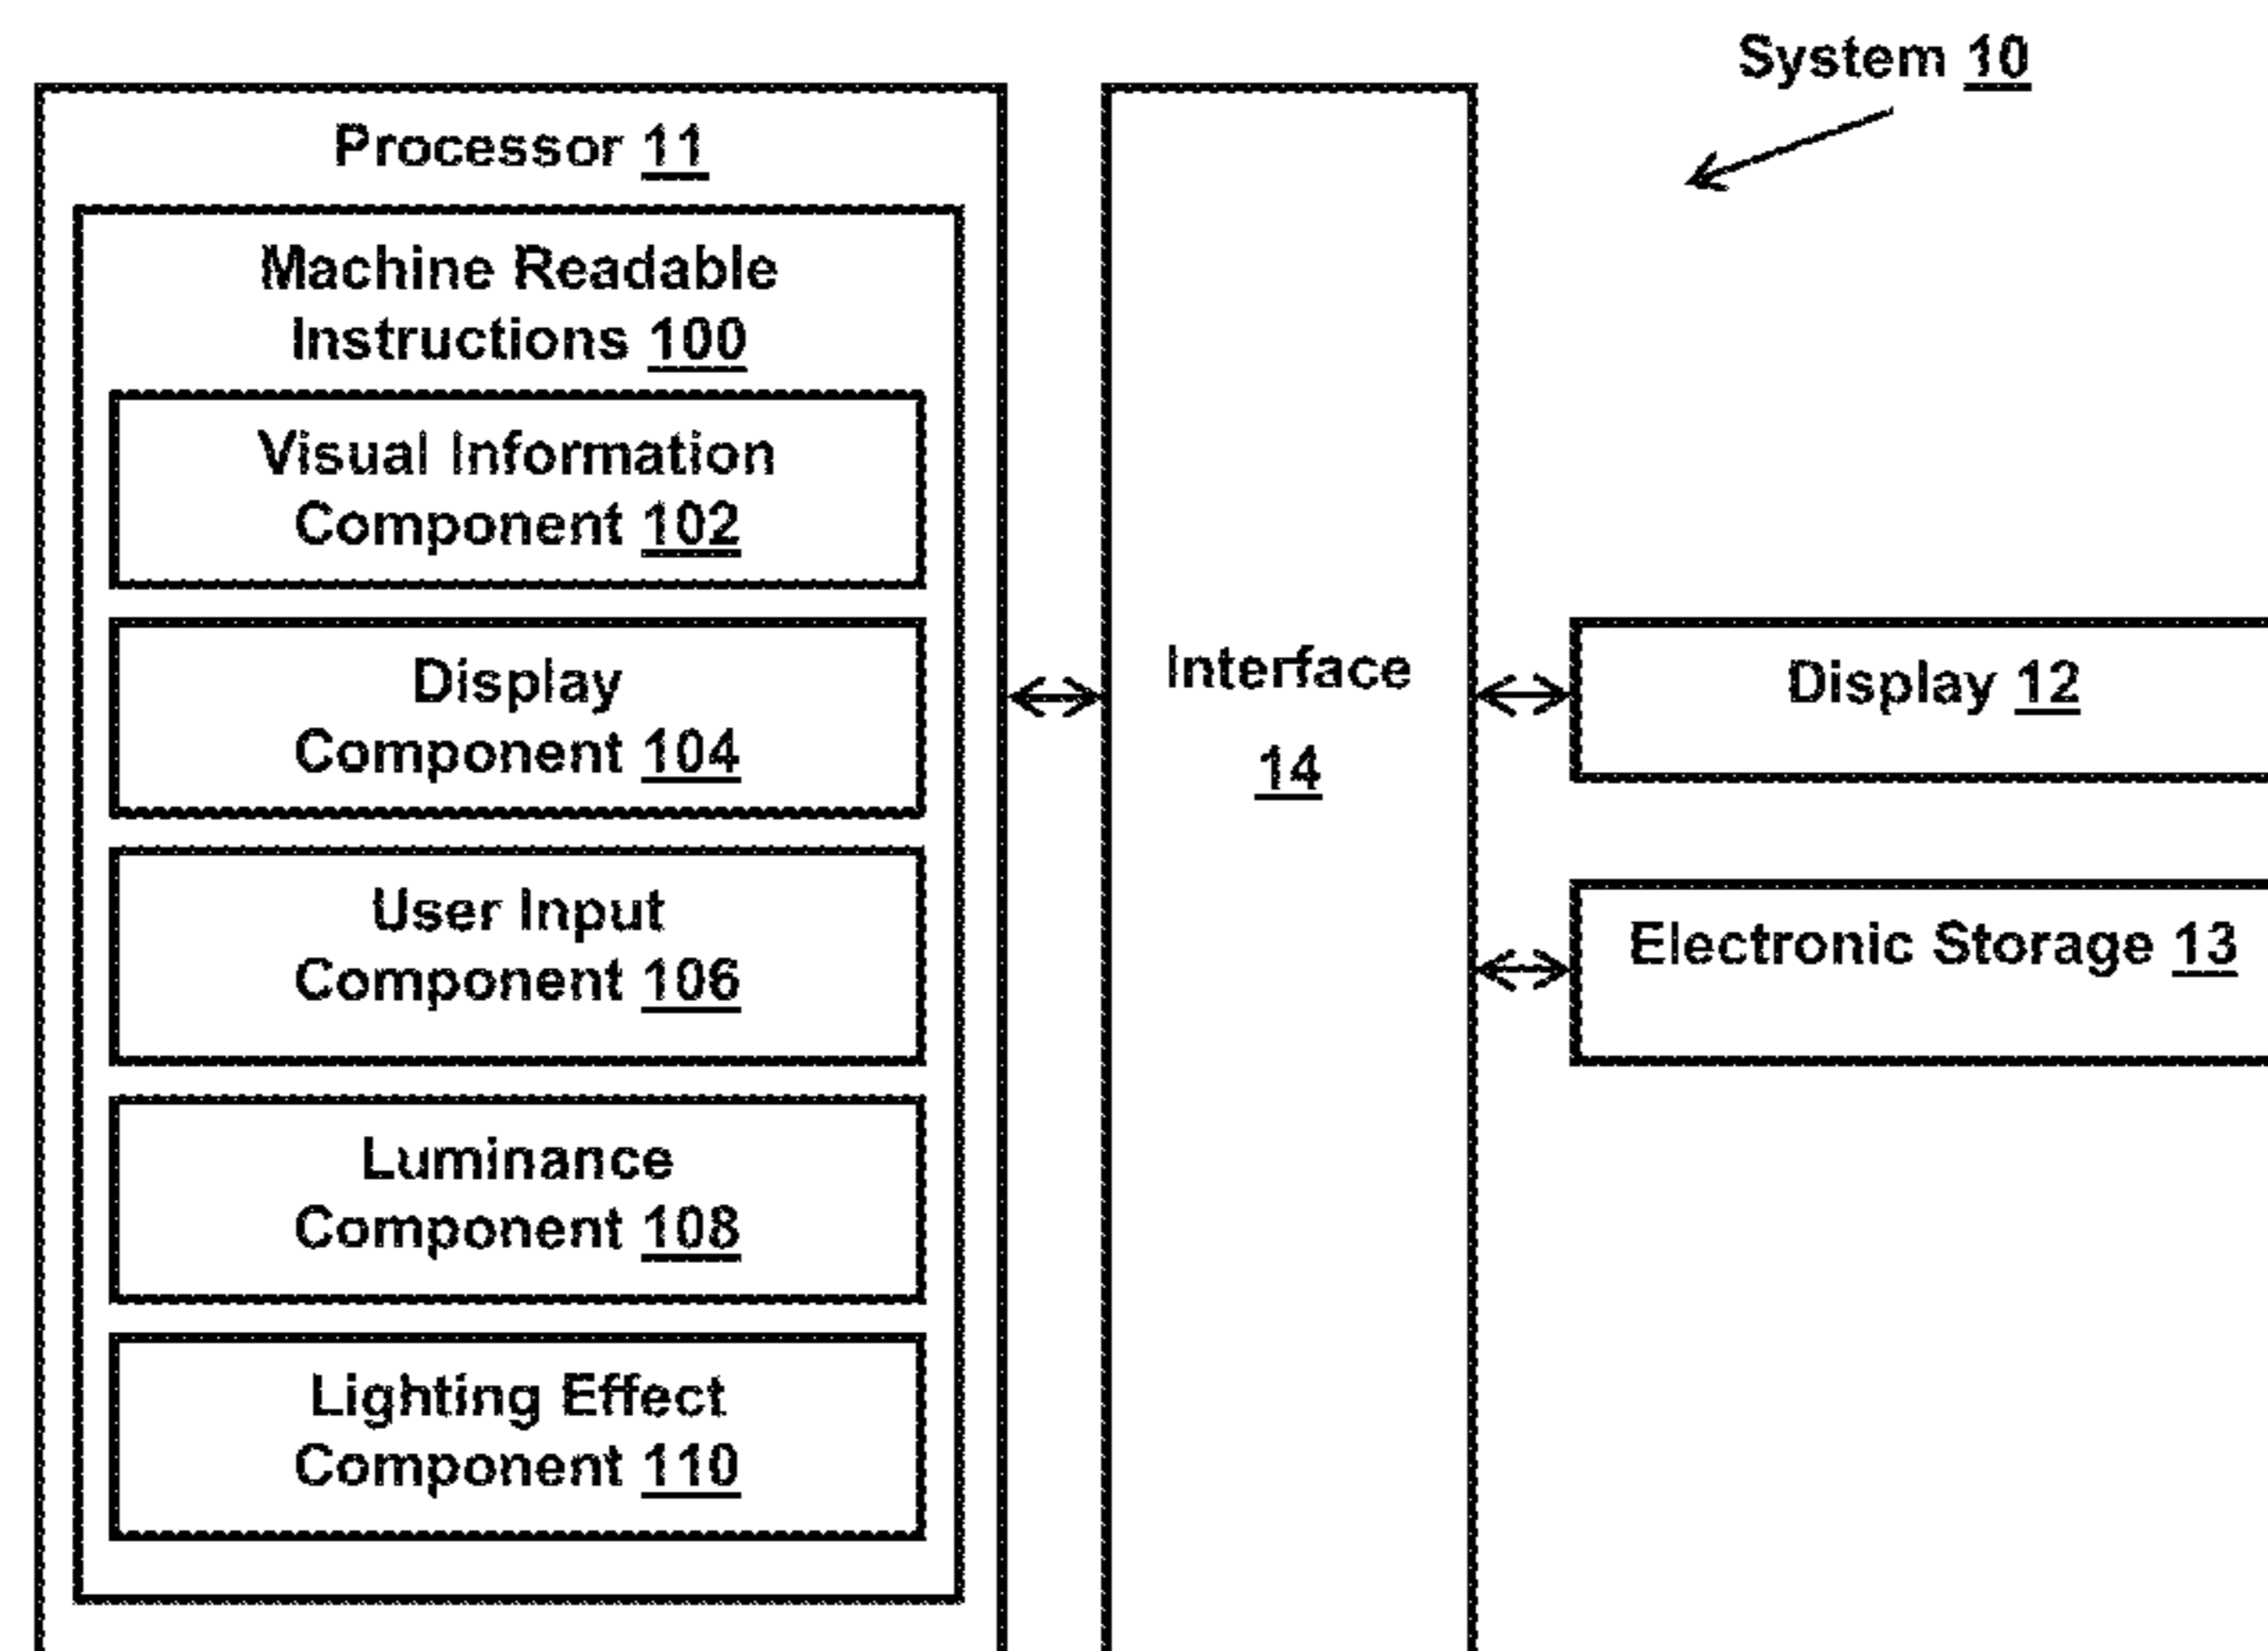 System 10
Processor 11
Machine Readable
Instructions 100
Visual Information
Component 102
Display
Component 104
User Input
Component 106
Luminance
Component 108
Lighting Effect
Component 110
Interface
14
Display 12
Electronic Storage 13